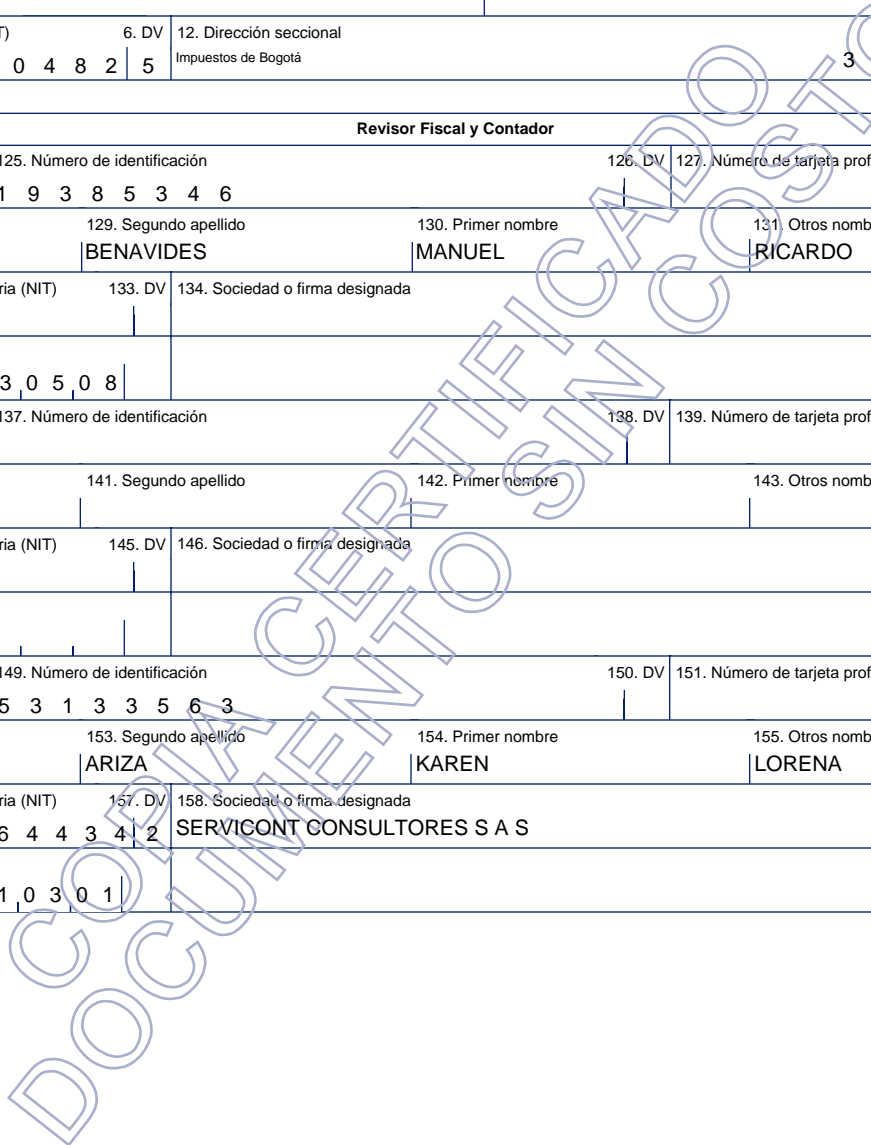 T) 6. DV 12. Dirección seccional
0 4 8 2 5 Impuestos de Bogotá 3
Revisor Fiscal y Contador
125. Número de identificación 126. DV 127. Número de tarjeta prof
1 9 3 8 5 3 4 6
129. Segundo apellido 130. Primer nombre 131. Otros nomb
BENAVIDES MANUEL RICARDO
ria (NIT) 133. DV 134. Sociedad o firma designada
3 0 5 0 8
137. Número de identificación 138. DV 139. Número de tarjeta prof
141. Segundo apellido 142. Primer nombre 143. Otros nomb
ria (NIT) 145. DV 146. Sociedad o firma designada
149. Número de identificación 150. DV 151. Número de tarjeta prof
5 3 1 3 3 5 6 3
153. Segundo apellido 154. Primer nombre 155. Otros nomb
ARIZA KAREN LORENA
ria (NIT) 157. DV 158. Sociedad o firma designada
6 4 4 3 4 2 SERVICONT CONSULTORES S A S
1 0 3 0 1
COPIA CERTIFICADO
DOCUMENTO SIN COSTO